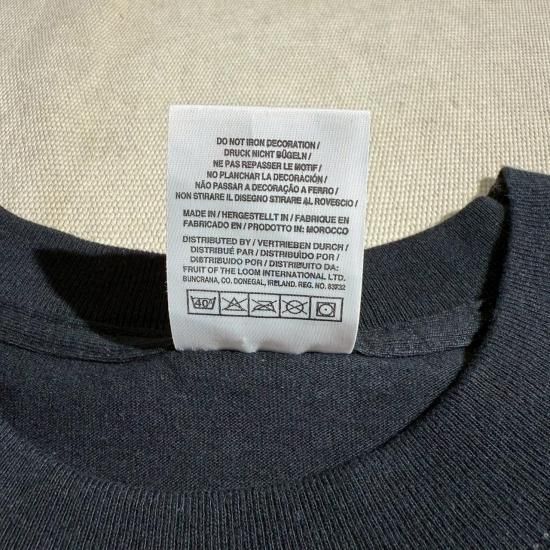 DO NOT IRON DECORATION /
DRUCK NICHT BÜGELN /
NE PAS REPASSER LE MOTIF /
NO PLANCHAR LA DECORACIÓN /
NÃO PASSAR A DECORAÇÃO A FERRO /
NON STIRARE IL DISEGNO STIRARE AL ROVESCIO /
MADE IN / HERGESTELLT IN / FABRIQUE EN
FABRICADO EN / PRODOTTO IN: MOROCCO
DISTRIBUTED BY / VERTRIEBEN DURCH /
DISTRIBUÉ PAR / DISTRIBUÍDO POR /
DISTRIBUIDO POR / DISTRIBUITO DA:
FRUIT OF THE LOOM INTERNATIONAL LTD.
BUNCRANA, CO. DONEGAL, IRELAND. REG. NO. 83732
40°